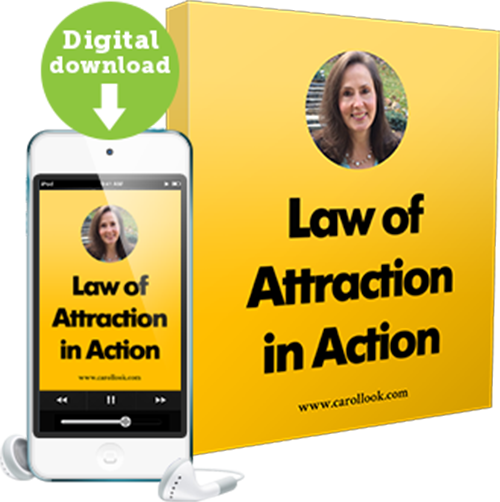 Digital
download
Law of
Attraction
in Action
www.carollook.com
iPod
Law of
Attraction
in Action
www.carollook.com